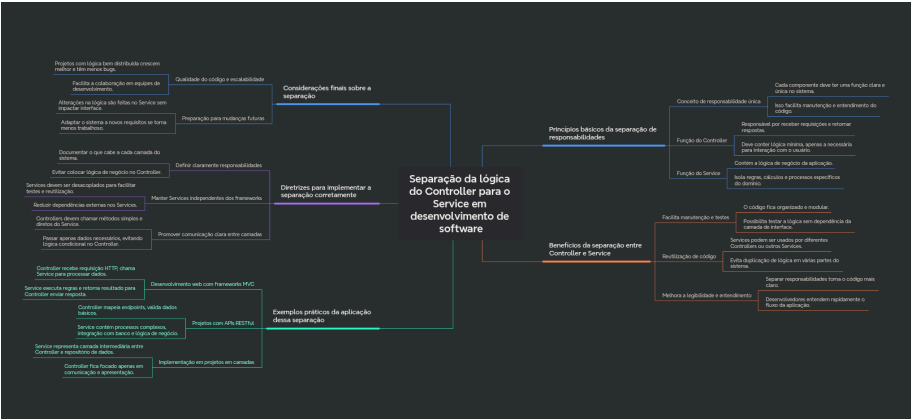 Separação da lógica
do Controller para o
Service em
desenvolvimento de
software
Princípios básicos da separação de
responsabilidades
Conceito de responsabilidade única
Cada componente deve ter uma função clara e
única no sistema.
Isso facilita manutenção e entendimento do
código.
Função do Controller
Responsável por receber requisições e retornar
respostas.
Deve conter lógica mínima, apenas a necessária
para interação com o usuário.
Função do Service
Contém a lógica de negócio da aplicação.
Isola regras, cálculos e processos específicos
do domínio.
Benefícios da separação entre
Controller e Service
Facilita manutenção e testes
O código fica organizado e modular.
Possibilita testar a lógica sem dependência da
camada de interface.
Reutilização de código
Services podem ser usados por diferentes
Controllers ou outros Services.
Evita duplicação de lógica em várias partes do
sistema.
Melhora a legibilidade e entendimento
Separar responsabilidades torna o código mais
claro.
Desenvolvedores entendem rapidamente o
fluxo da aplicação.
Considerações finais sobre a
separação
Qualidade do código e escalabilidade
Projetos com lógica bem distribuída crescem
melhor e têm menos bugs.
Facilita a colaboração em equipes de
desenvolvimento.
Preparação para mudanças futuras
Alterações na lógica são feitas no Service sem
impactar interface.
Adaptar o sistema a novos requisitos se torna
menos trabalhoso.
Diretrizes para implementar a
separação corretamente
Definir claramente responsabilidades
Documentar o que cabe a cada camada do
sistema.
Evitar colocar lógica de negócio no Controller.
Manter Services independentes dos frameworks
Services devem ser desacoplados para facilitar
testes e reutilização.
Reduzir dependências externas nos Services.
Promover comunicação clara entre camadas
Controllers devem chamar métodos simples e
diretos do Service.
Passar apenas dados necessários, evitando
lógica condicional no Controller.
Exemplos práticos da aplicação
dessa separação
Desenvolvimento web com frameworks MVC
Controller recebe requisição HTTP, chama
Service para processar dados.
Service executa regras e retorna resultado para
Controller enviar resposta.
Projetos com APIs RESTful
Controller mapeia endpoints, valida dados
básicos.
Service contém processos complexos,
integração com banco e lógica de negócio.
Implementação em projetos em camadas
Service representa camada intermediária entre
Controller e repositório de dados.
Controller fica focado apenas em
comunicação e apresentação.